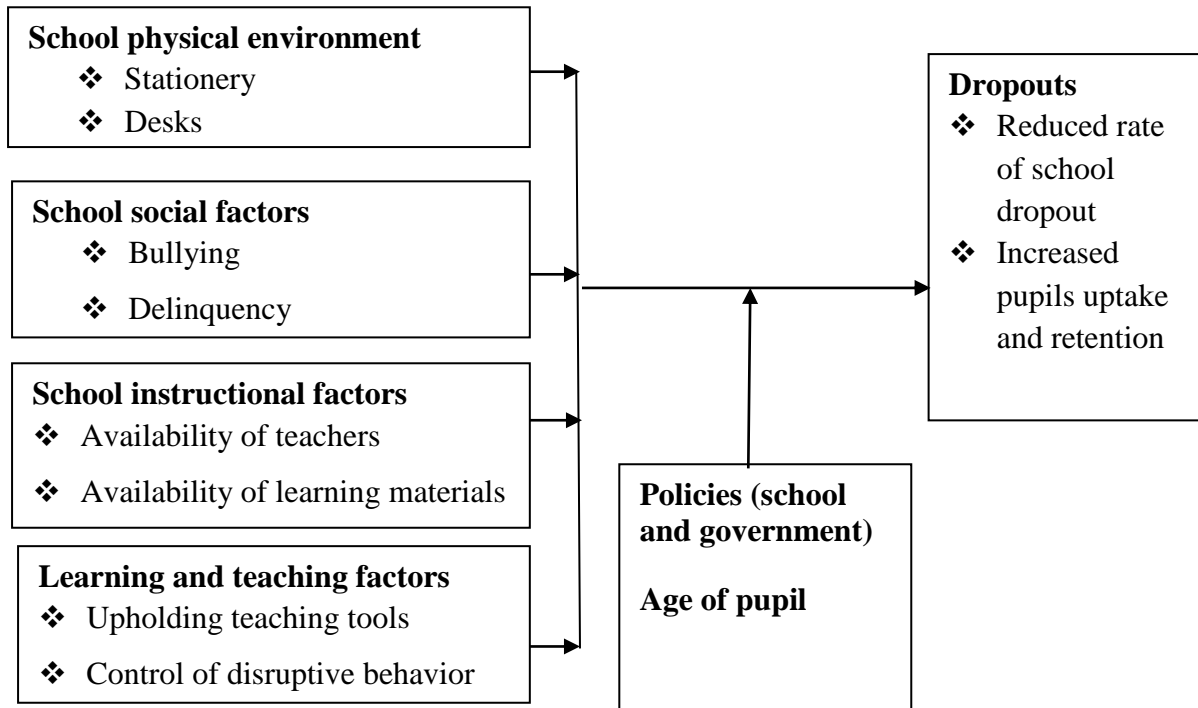 School physical environment
❖ Stationery
❖ Desks
School social factors
❖ Bullying
❖ Delinquency
School instructional factors
❖ Availability of teachers
❖ Availability of learning materials
Learning and teaching factors
❖ Upholding teaching tools
❖ Control of disruptive behavior
Policies (school
and government)
Age of pupil
Dropouts
❖ Reduced rate
of school
dropout
❖ Increased
pupils uptake
and retention